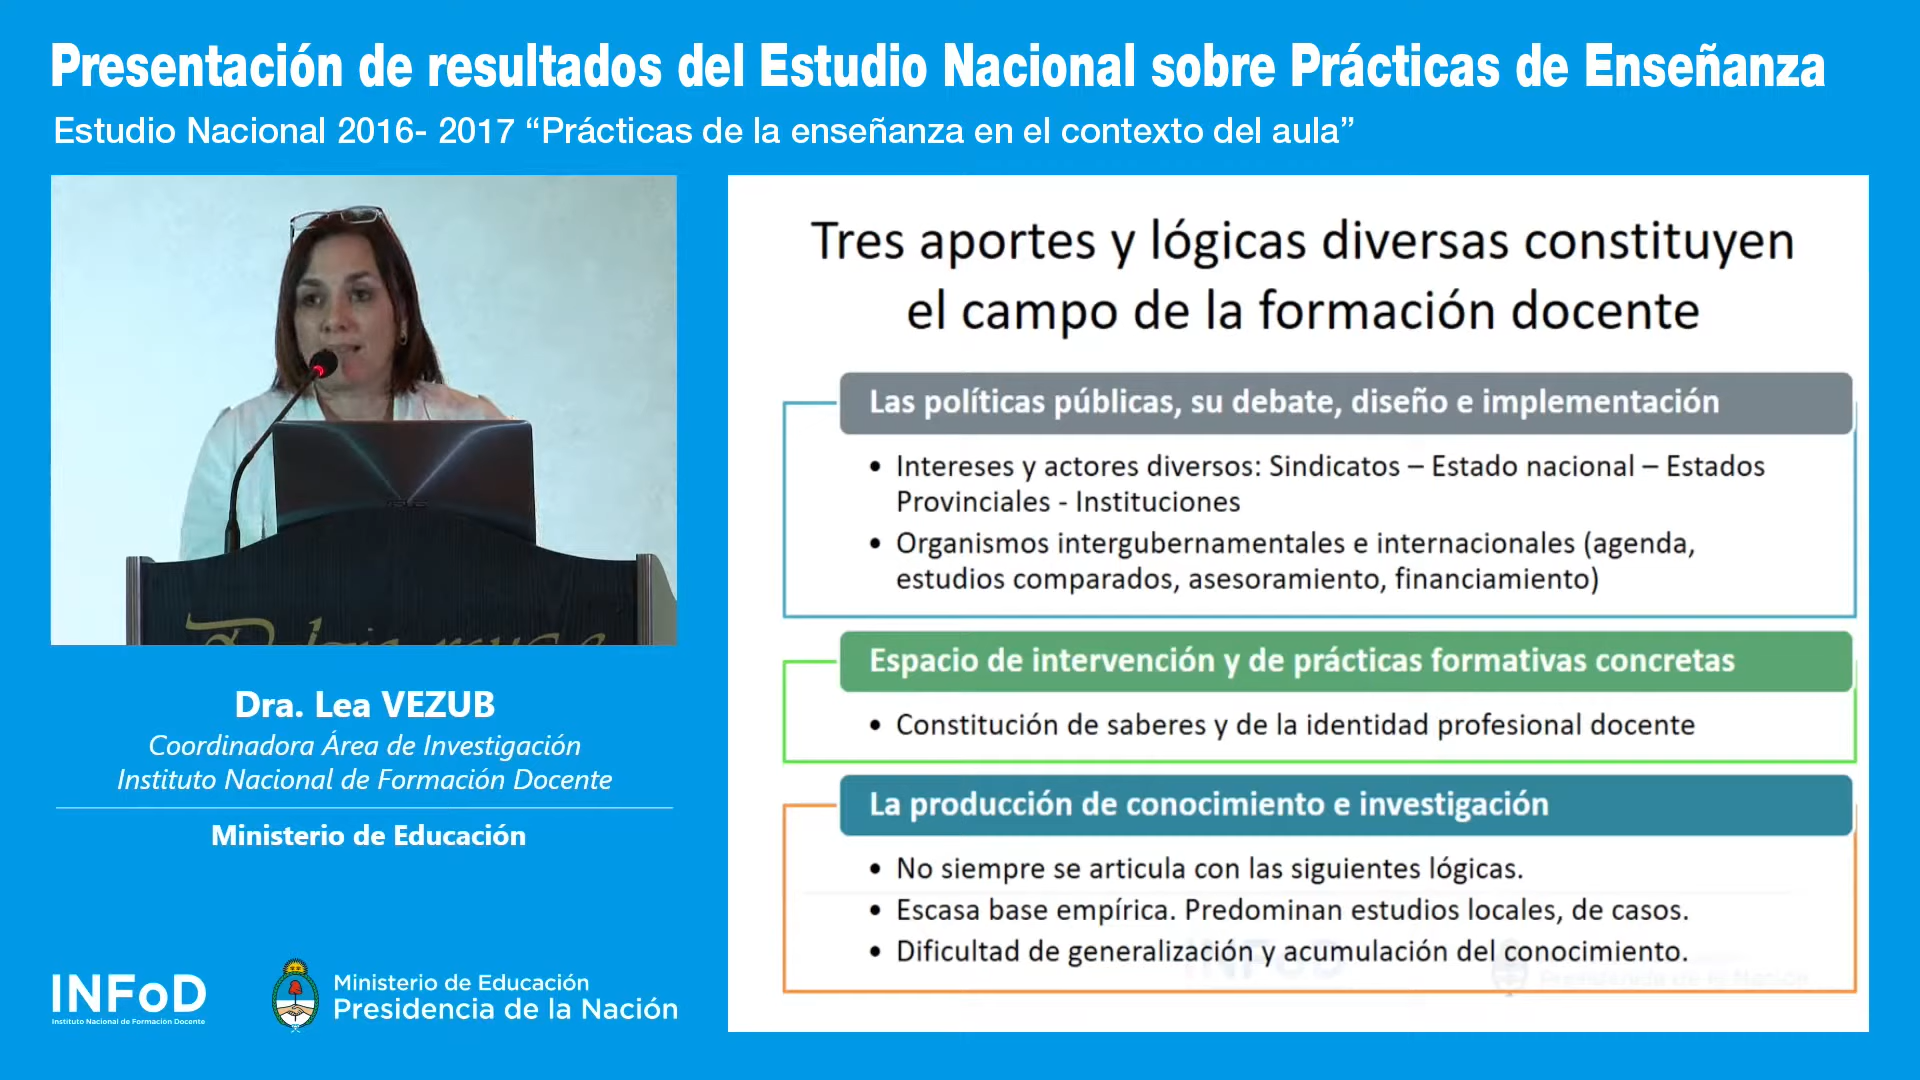 Presentación de resultados del Estudio Nacional sobre Prácticas de Enseñanza
Estudio Nacional 2016- 2017 “Prácticas de la enseñanza en el contexto del aula”
Dra. Lea VEZUB
Coordinadora Área de Investigación
Instituto Nacional de Formación Docente
Ministerio de Educación
INFoD
Instituto Nacional de Formación Docente
Ministerio de Educación
Presidencia de la Nación
Tres aportes y lógicas diversas constituyen
el campo de la formación docente
Las políticas públicas, su debate, diseño e implementación
• Intereses y actores diversos: Sindicatos – Estado nacional – Estados
Provinciales - Instituciones
• Organismos intergubernamentales e internacionales (agenda,
estudios comparados, asesoramiento, financiamiento)
Espacio de intervención y de prácticas formativas concretas
• Constitución de saberes y de la identidad profesional docente
La producción de conocimiento e investigación
• No siempre se articula con las siguientes lógicas.
• Escasa base empírica. Predominan estudios locales, de casos.
• Dificultad de generalización y acumulación del conocimiento.